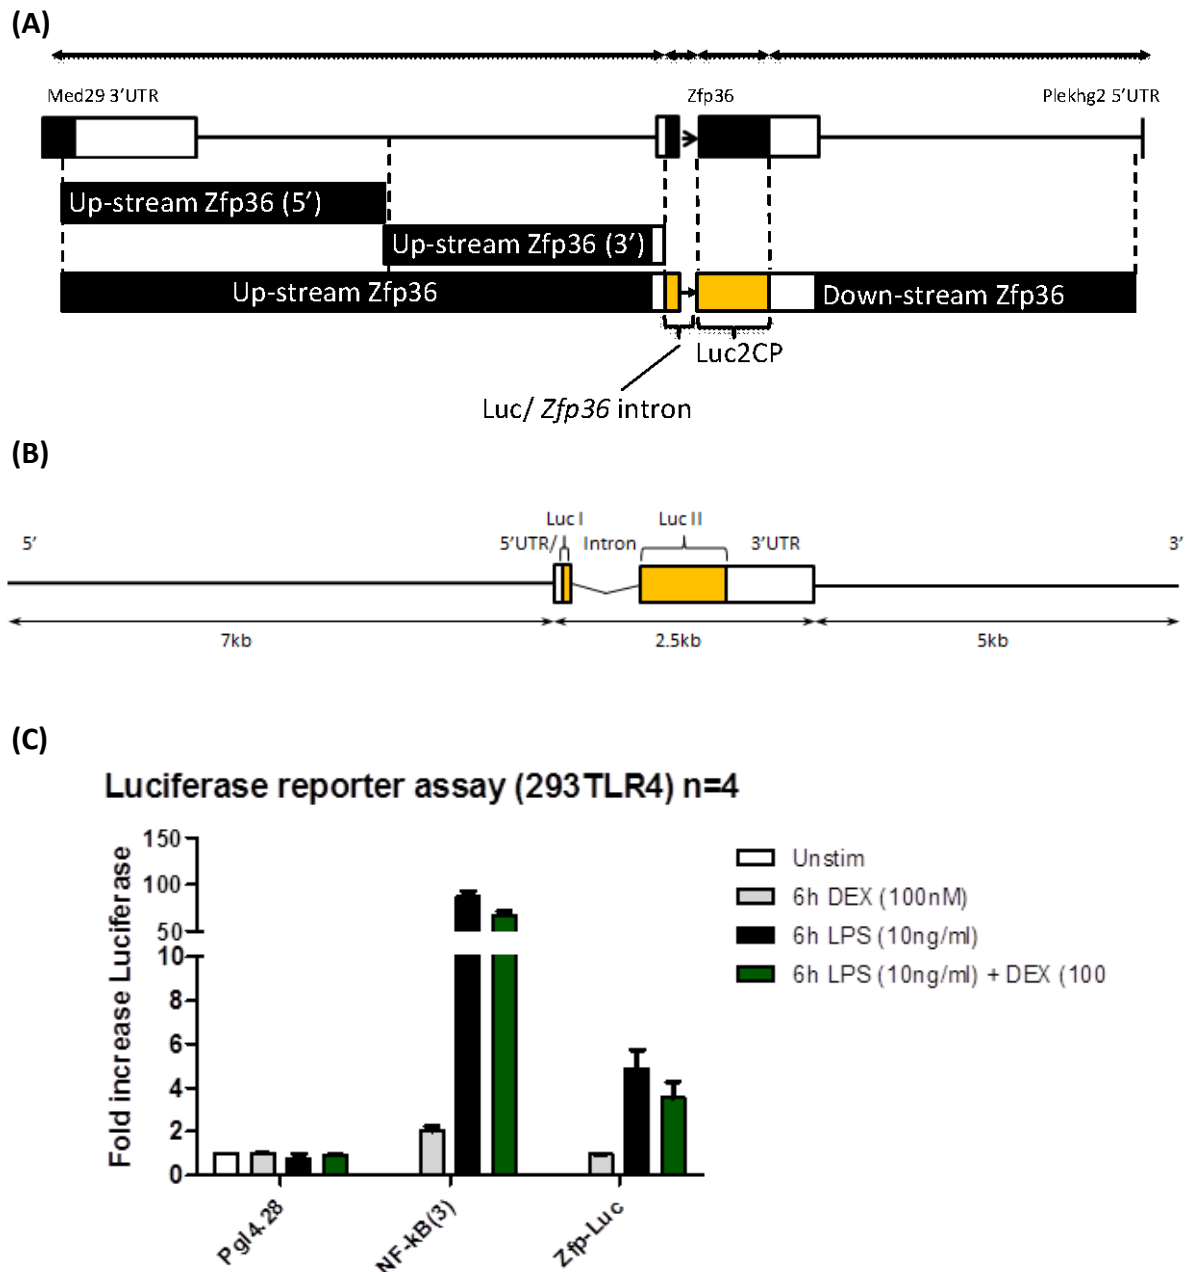 (A)
Med29 3'UTR
Zfp36
Plekhg2 5'UTR
Up-stream Zfp36 (5')
Up-stream Zfp36 (3')
Up-stream Zfp36
Down-stream Zfp36
Luc2CP
Luc/ Zfp36 intron
(B)
Luc I
Luc II
5'
5'UTR/
Intron
3'UTR
3'
7kb
2.5kb
5kb
(C)
Luciferase reporter assay (293TLR4) n=4
Fold increase Luciferase
150
100
50
10
8
6
4
2
0
Unstim
6h DEX (100nM)
6h LPS (10ng/ml)
6h LPS (10ng/ml) + DEX (100
Pgl4.28
NF-kB(3)
Zfp-Luc